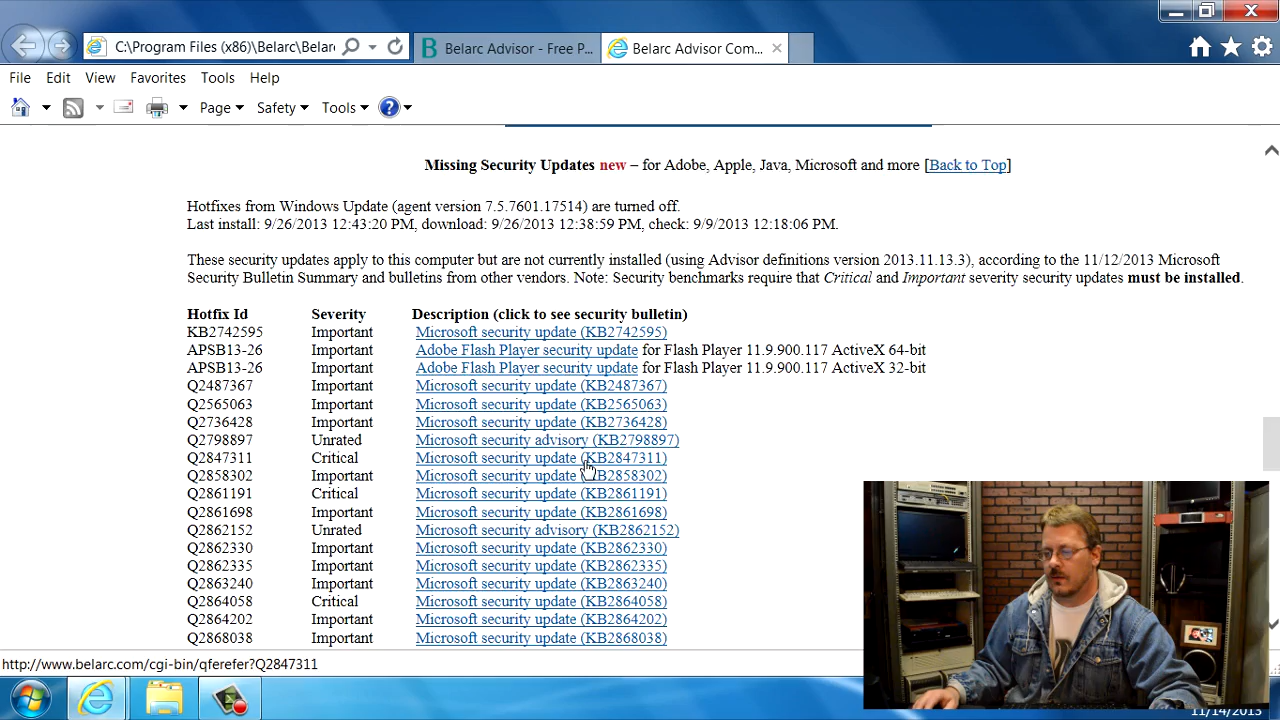 C:\Program Files (x86)\Belarc\Belarc
Belarc Advisor - Free P...
Belarc Advisor Com...
File Edit View Favorites Tools Help
Page Safety Tools
Missing Security Updates new – for Adobe, Apple, Java, Microsoft and more [Back to Top]
Hotfixes from Windows Update (agent version 7.5.7601.17514) are turned off.
Last install: 9/26/2013 12:43:20 PM, download: 9/26/2013 12:38:59 PM, check: 9/9/2013 12:18:06 PM.
These security updates apply to this computer but are not currently installed (using Advisor definitions version 2013.11.13.3), according to the 11/12/2013 Microsoft
Security Bulletin Summary and bulletins from other vendors. Note: Security benchmarks require that Critical and Important severity security updates must be installed.
Hotfix Id Severity Description (click to see security bulletin)
KB2742595 Important Microsoft security update (KB2742595)
APSB13-26 Important Adobe Flash Player security update for Flash Player 11.9.900.117 ActiveX 64-bit
APSB13-26 Important Adobe Flash Player security update for Flash Player 11.9.900.117 ActiveX 32-bit
Q2487367 Important Microsoft security update (KB2487367)
Q2565063 Important Microsoft security update (KB2565063)
Q2736428 Important Microsoft security update (KB2736428)
Q2798897 Unrated Microsoft security advisory (KB2798897)
Q2847311 Critical Microsoft security update (KB2847311)
Q2858302 Important Microsoft security update (KB2858302)
Q2861191 Critical Microsoft security update (KB2861191)
Q2861698 Important Microsoft security update (KB2861698)
Q2862152 Unrated Microsoft security advisory (KB2862152)
Q2862330 Important Microsoft security update (KB2862330)
Q2862335 Important Microsoft security update (KB2862335)
Q2863240 Important Microsoft security update (KB2863240)
Q2864058 Critical Microsoft security update (KB2864058)
Q2864202 Important Microsoft security update (KB2864202)
Q2868038 Important Microsoft security update (KB2868038)
http://www.belarc.com/cgi-bin/qferefer?Q2847311
11/14/2013